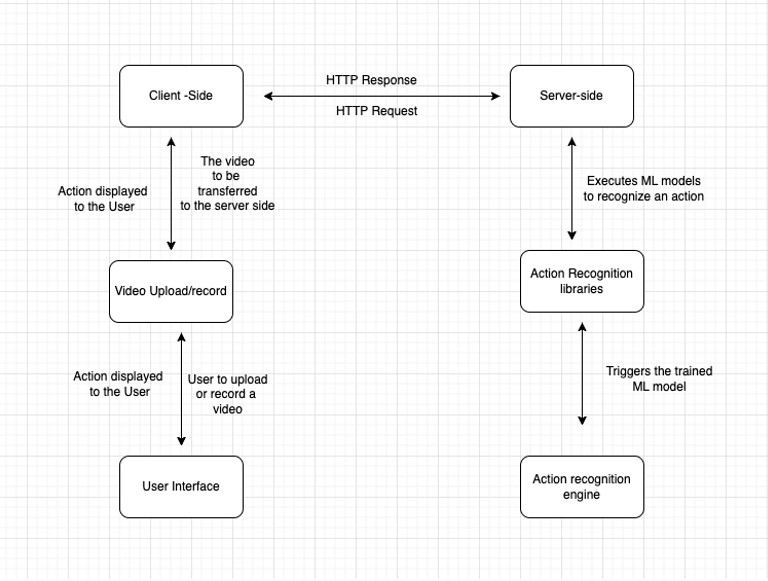 HTTP Response
Client -Side
Server-side
HTTP Request
The video
to be
transferred
to the server side
Action displayed
to the User
Executes ML models
to recognize an action
Video Upload/record
Action Recognition
libraries
Action displayed
to the User
User to upload
or record a
video
Triggers the trained
ML model
User Interface
Action recognition
engine